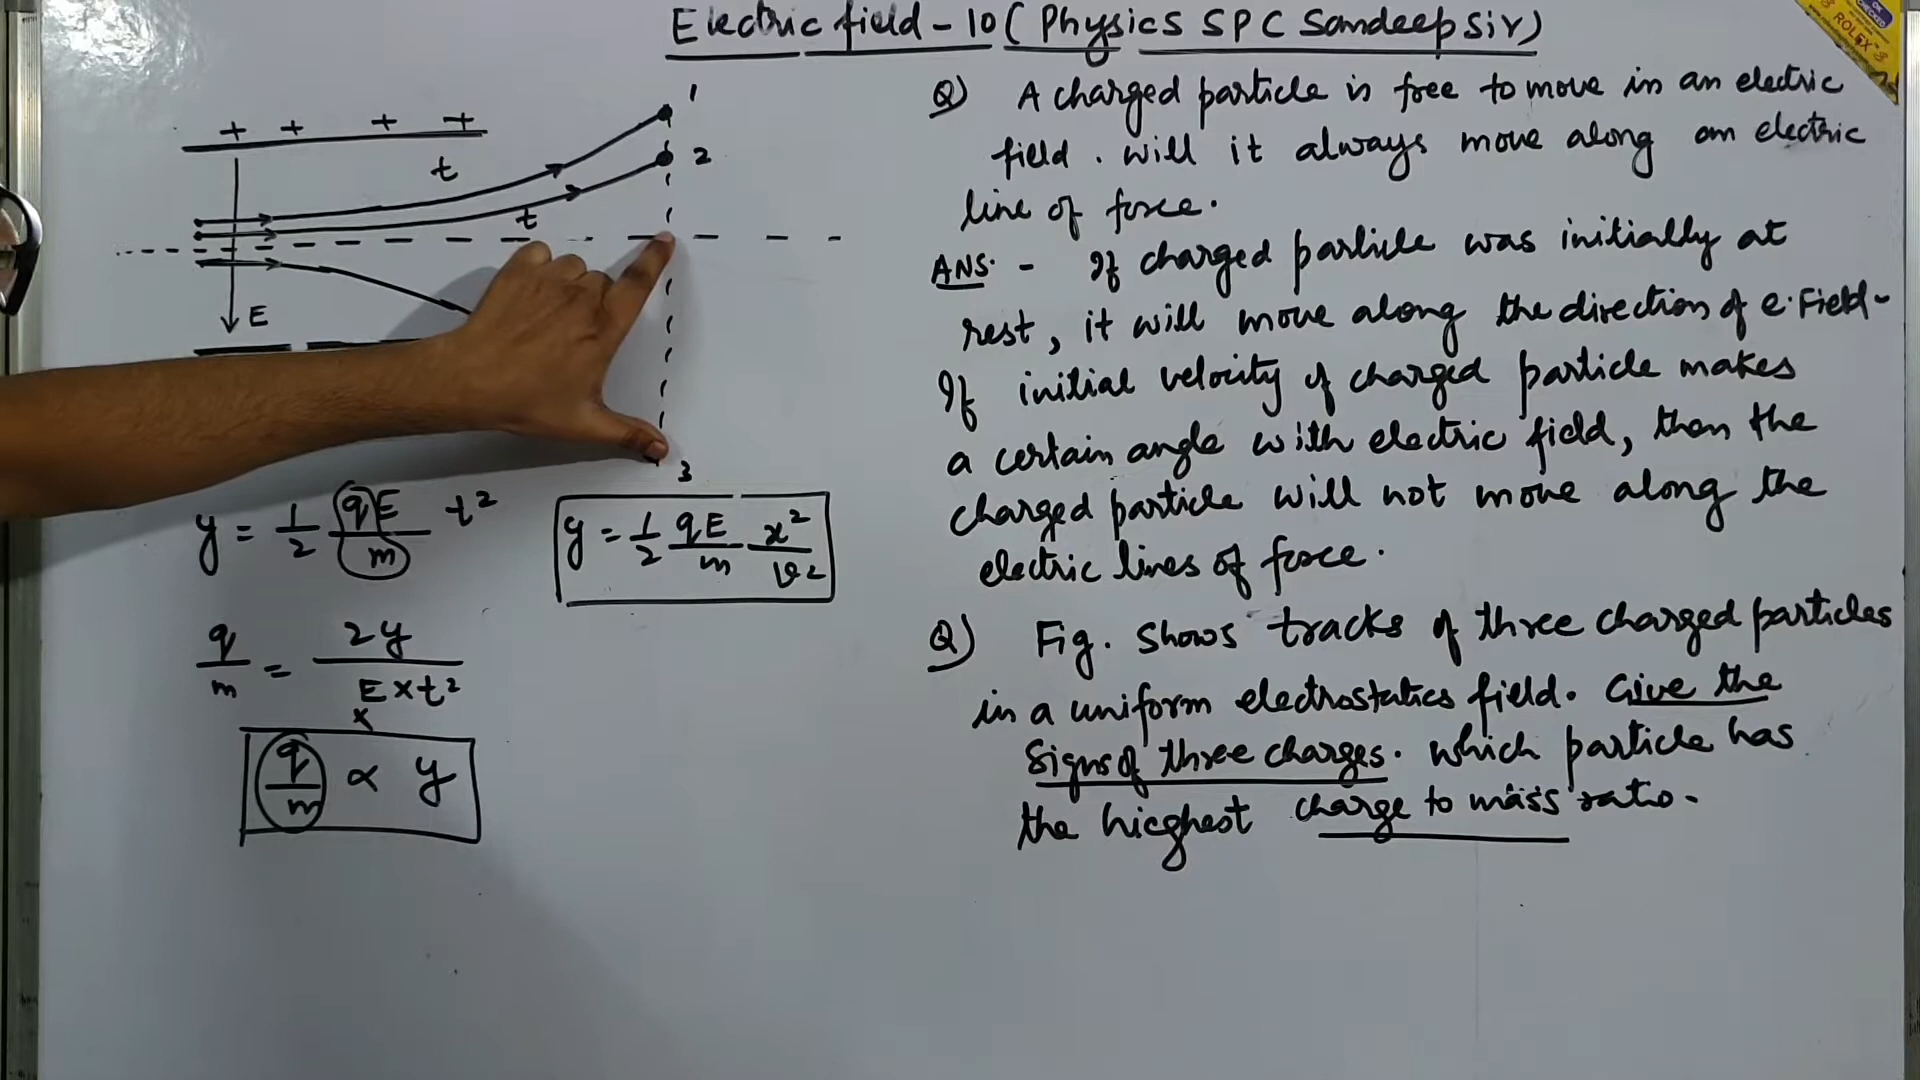 Electric field - 10 ( Physics SPC Sandeep Sir)
+ + + +
1
t
2
t
E
3
y = 1/2 qE/m t²
y = 1/2 qE/m x²/v²
q/m = 2y/E×t²
x
q/m ∝ y
Q) A charged particle is free to move in an electric
field. will it always move along an electric
line of force.
ANS. - If charged particle was initially at
rest, it will move along the direction of e. Field-
If initial velocity of charged particle makes
a certain angle with electric field, then the
charged particle will not move along the
electric lines of force.
Q) Fig. shows tracks of three charged particles
in a uniform electrostatics field. Give the
signs of three charges. which particle has
the hieghest charge to mass ratio.
ROLEX